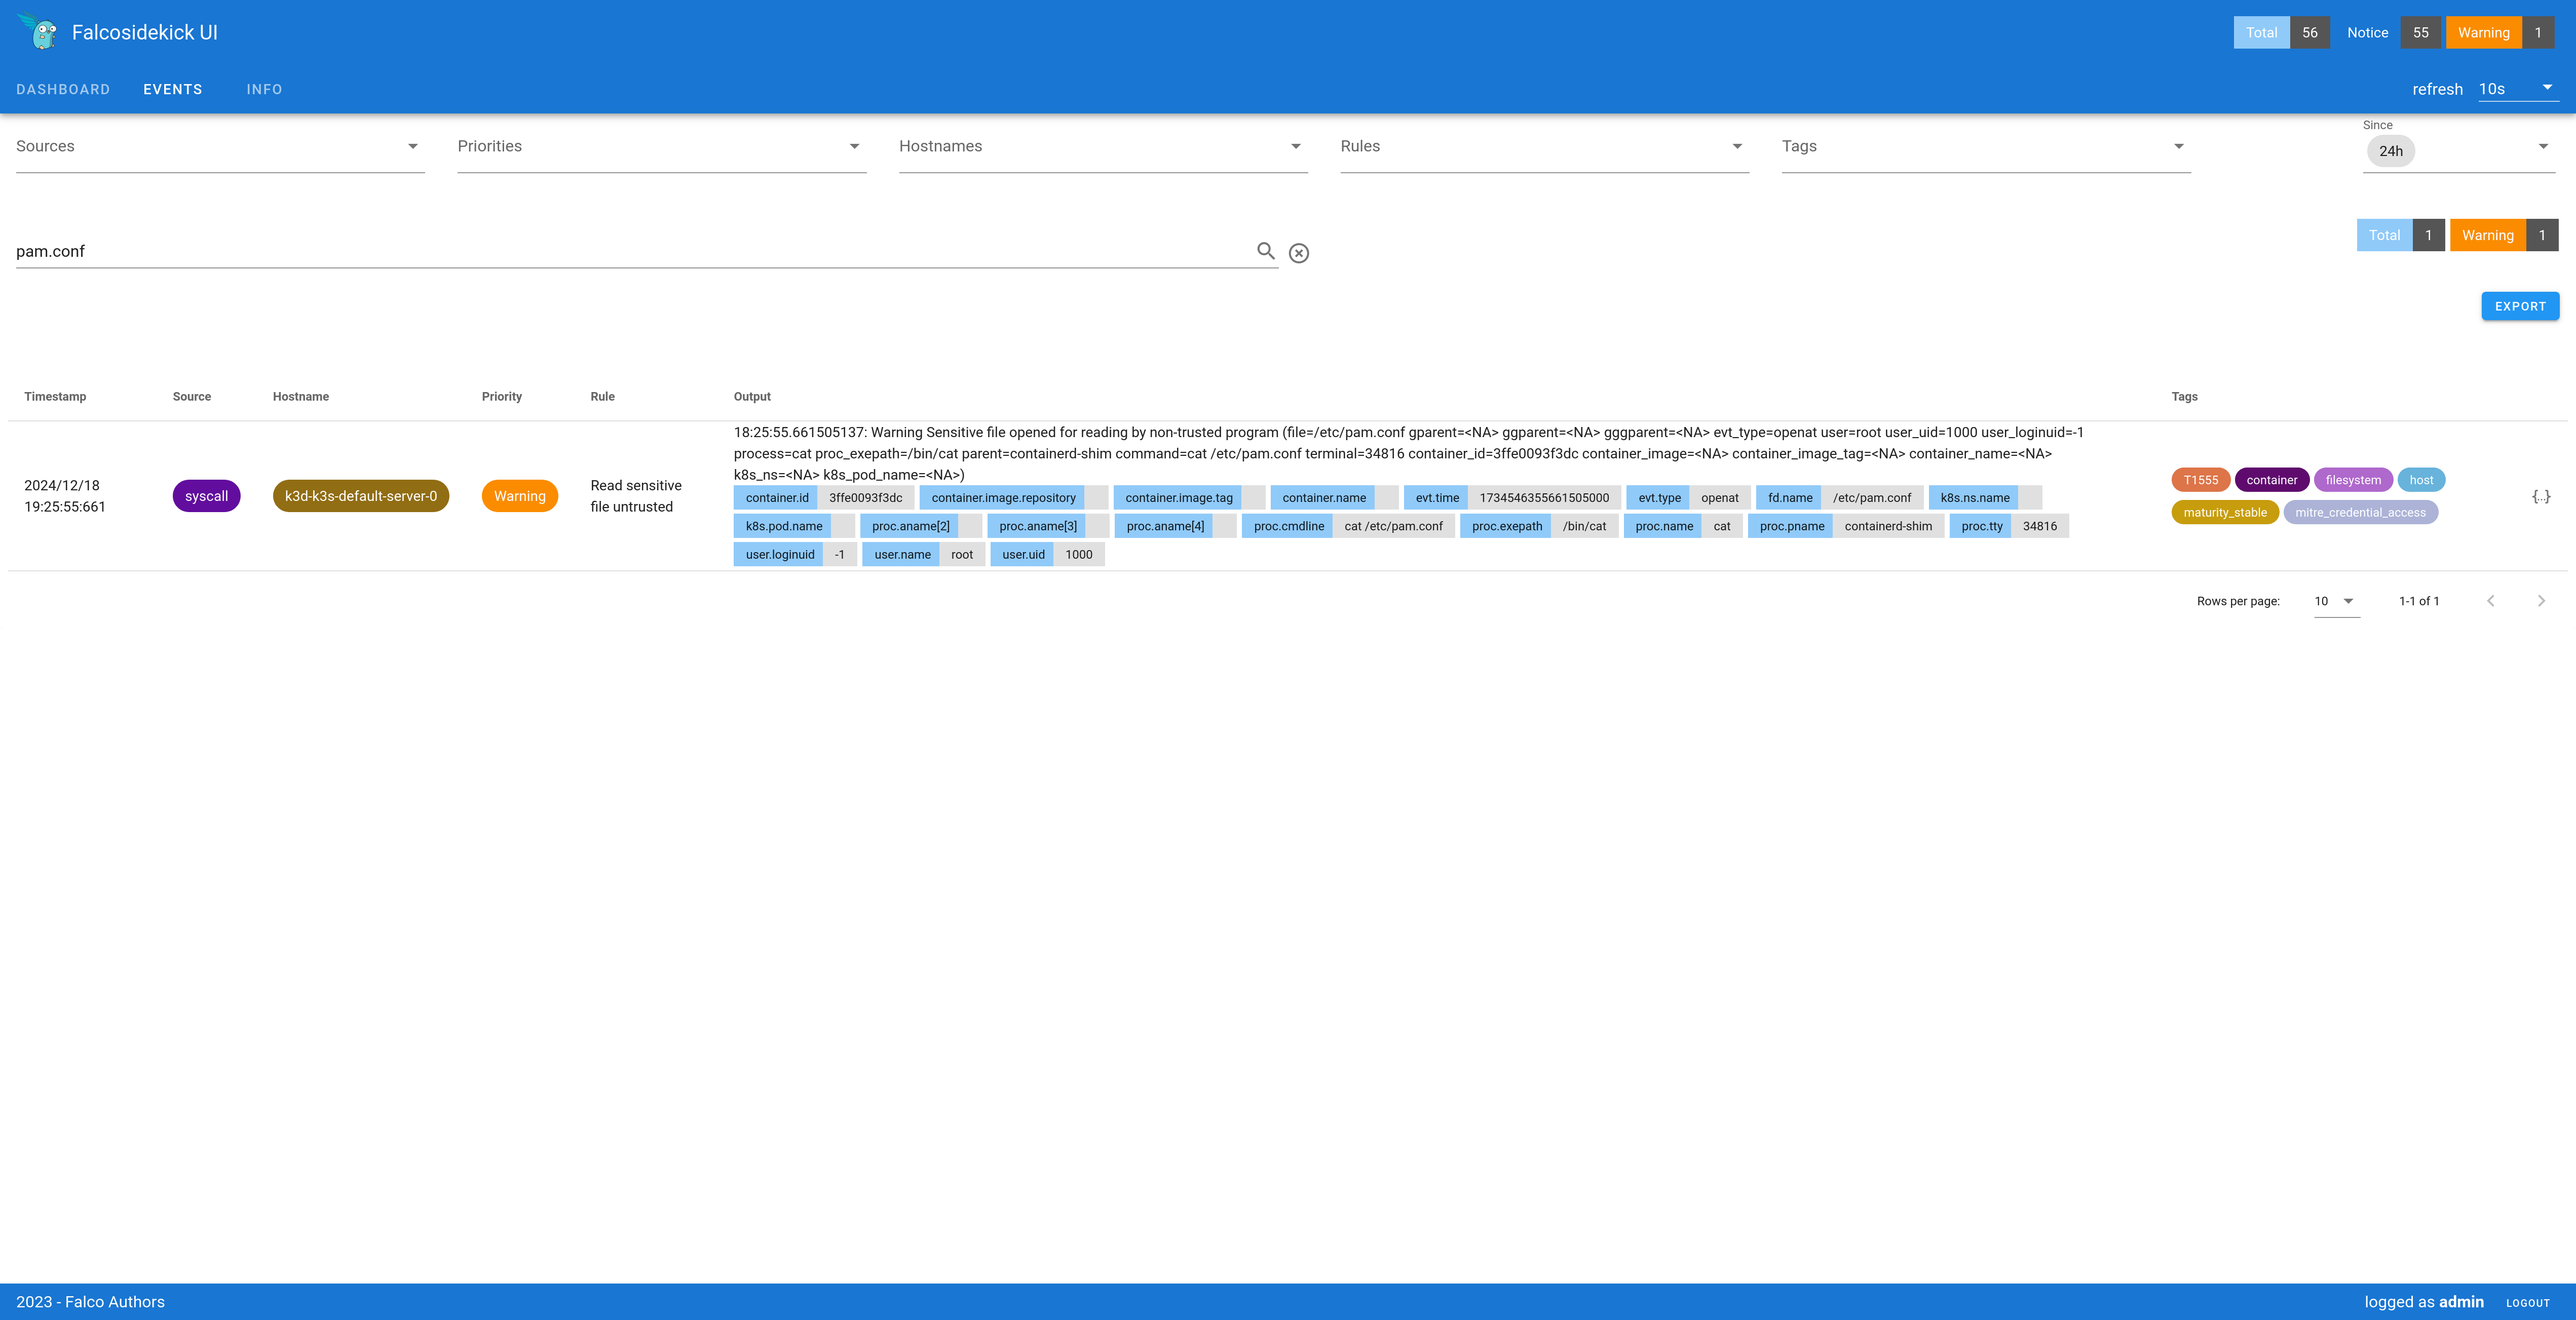 Falcosidekick UI
Total 56 Notice 55 Warning 1
DASHBOARD EVENTS INFO
refresh 10s
Sources Priorities Hostnames Rules Tags
Since
24h
pam.conf
Total 1 Warning 1
EXPORT
Timestamp Source Hostname Priority Rule Output Tags
2024/12/18
19:25:55:661
syscall
k3d-k3s-default-server-0
Warning
Read sensitive
file untrusted
18:25:55.661505137: Warning Sensitive file opened for reading by non-trusted program (file=/etc/pam.conf gparent=<NA> ggparent=<NA> gggparent=<NA> evt_type=openat user=root user_uid=1000 user_loginuid=-1
process=cat proc_exepath=/bin/cat parent=containerd-shim command=cat /etc/pam.conf terminal=34816 container_id=3ffe0093f3dc container_image=<NA> container_image_tag=<NA> container_name=<NA>
k8s_ns=<NA> k8s_pod_name=<NA>)
container.id 3ffe0093f3dc container.image.repository container.image.tag container.name evt.time 1734546355661505000 evt.type openat fd.name /etc/pam.conf k8s.ns.name
k8s.pod.name proc.aname[2] proc.aname[3] proc.aname[4] proc.cmdline cat /etc/pam.conf proc.exepath /bin/cat proc.name cat proc.pname containerd-shim proc.tty 34816
user.loginuid -1 user.name root user.uid 1000
T1555 container filesystem host
maturity_stable mitre_credential_access
{...}
Rows per page: 10 1-1 of 1
2023 - Falco Authors
logged as admin LOGOUT